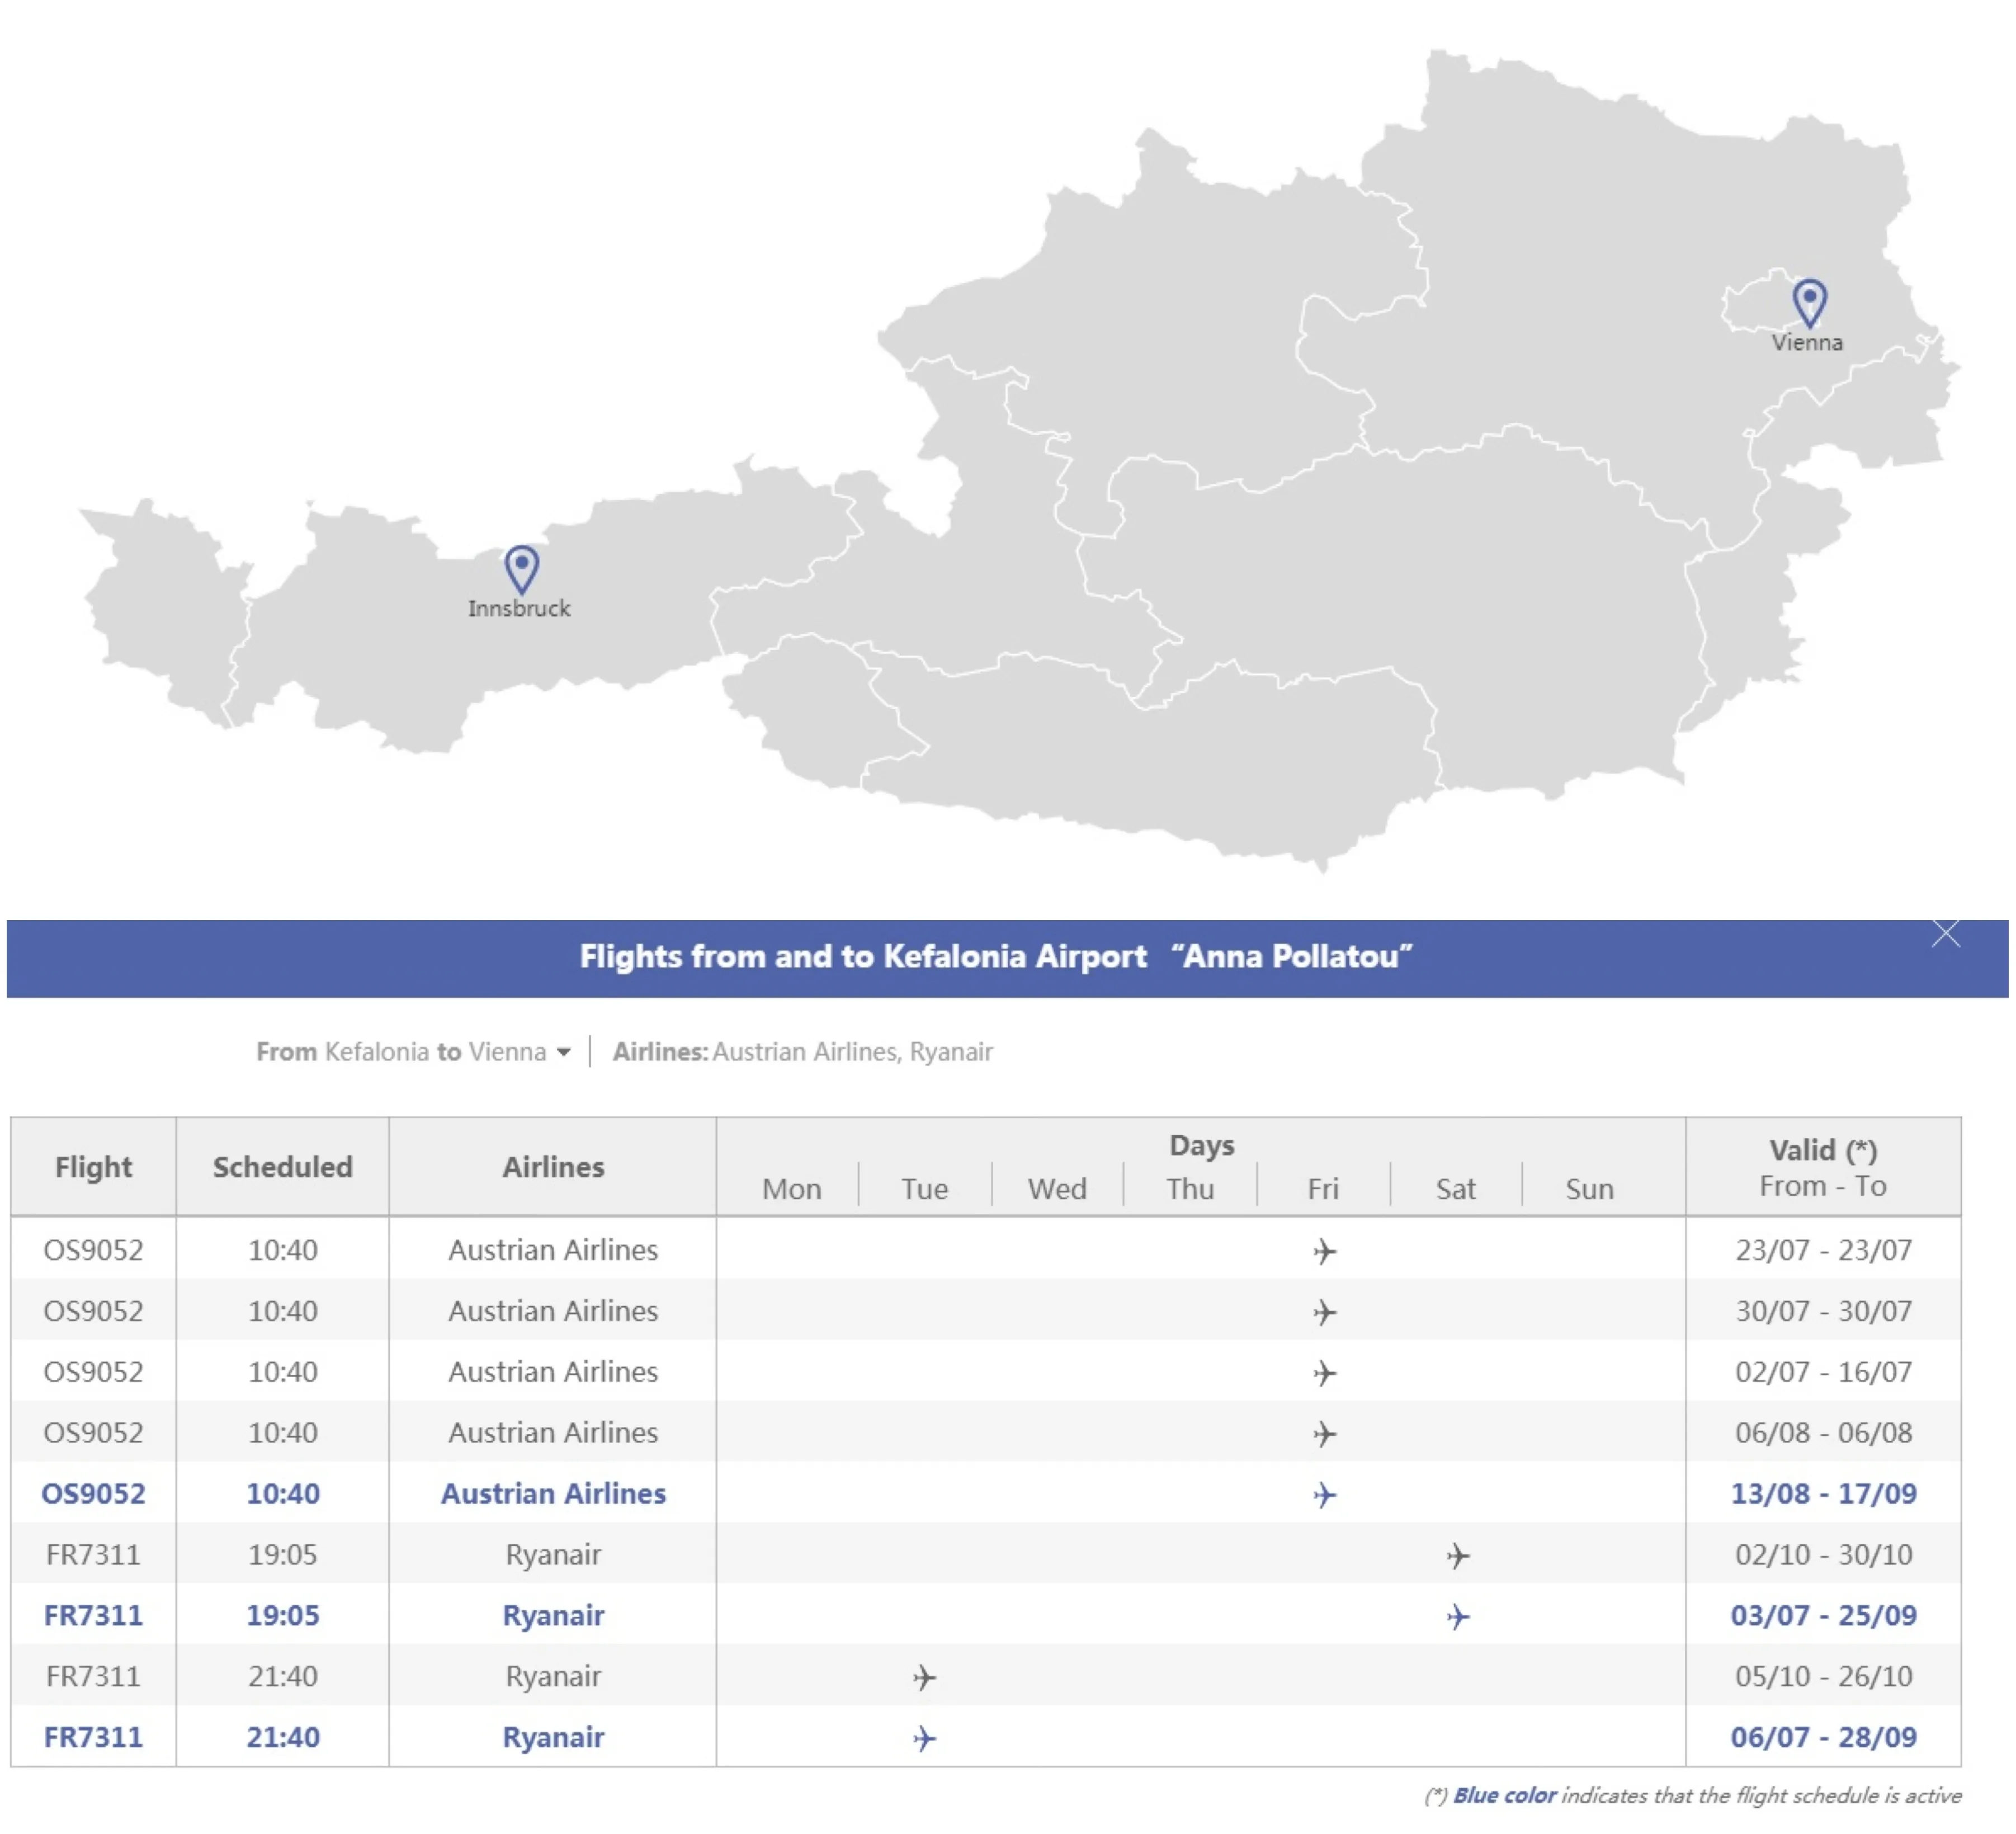 Vienna
Innsbruck
Flights from and to Kefalonia Airport “Anna Pollatou”
From Kefalonia to Vienna | Airlines: Austrian Airlines, Ryanair
Flight Scheduled Airlines Days Valid (*)
Mon Tue Wed Thu Fri Sat Sun From - To
OS9052 10:40 Austrian Airlines 23/07 - 23/07
OS9052 10:40 Austrian Airlines 30/07 - 30/07
OS9052 10:40 Austrian Airlines 02/07 - 16/07
OS9052 10:40 Austrian Airlines 06/08 - 06/08
OS9052 10:40 Austrian Airlines 13/08 - 17/09
FR7311 19:05 Ryanair 02/10 - 30/10
FR7311 19:05 Ryanair 03/07 - 25/09
FR7311 21:40 Ryanair 05/10 - 26/10
FR7311 21:40 Ryanair 06/07 - 28/09
(*) Blue color indicates that the flight schedule is active